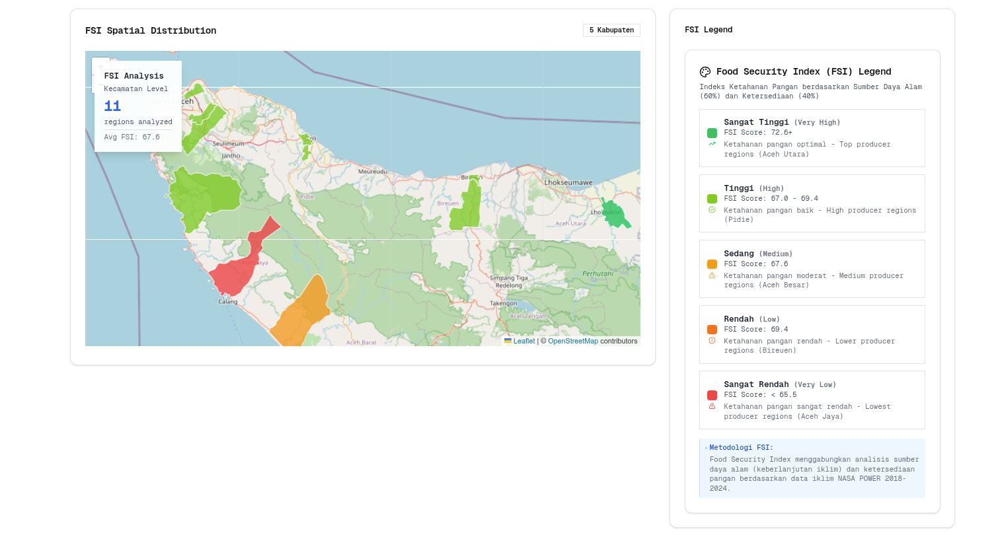 FSI Spatial Distribution
5 Kabupaten
FSI Analysis
Kecamatan Level
11
regions analyzed
Avg FSI: 67.6
Seulimeum
Jantho
Meureudu
Pidie
Bireuen
Lhokseumawe
Aceh Utara
Perhutani
Simpang Tiga
Redelong
Takengon
Aceh Tengah
Calang
Aceh Barat
Leaflet | © OpenStreetMap contributors
FSI Legend
Food Security Index (FSI) Legend
Indeks Ketahanan Pangan berdasarkan Sumber Daya Alam
(60%) dan Ketersediaan (40%)
Sangat Tinggi (Very High)
FSI Score: 72.6+
Ketahanan pangan optimal - Top producer
regions (Aceh Utara)
Tinggi (High)
FSI Score: 67.0 - 69.4
Ketahanan pangan baik - High producer regions
(Pidie)
Sedang (Medium)
FSI Score: 67.6
Ketahanan pangan moderat - Medium producer
regions (Aceh Besar)
Rendah (Low)
FSI Score: 69.4
Ketahanan pangan rendah - Lower producer
regions (Bireuen)
Sangat Rendah (Very Low)
FSI Score: < 65.5
Ketahanan pangan sangat rendah - Lowest
producer regions (Aceh Jaya)
Metodologi FSI:
Food Security Index menggabungkan analisis sumber
daya alam (keberlanjutan iklim) dan ketersediaan
pangan berdasarkan data iklim NASA POWER 2018-
2024.